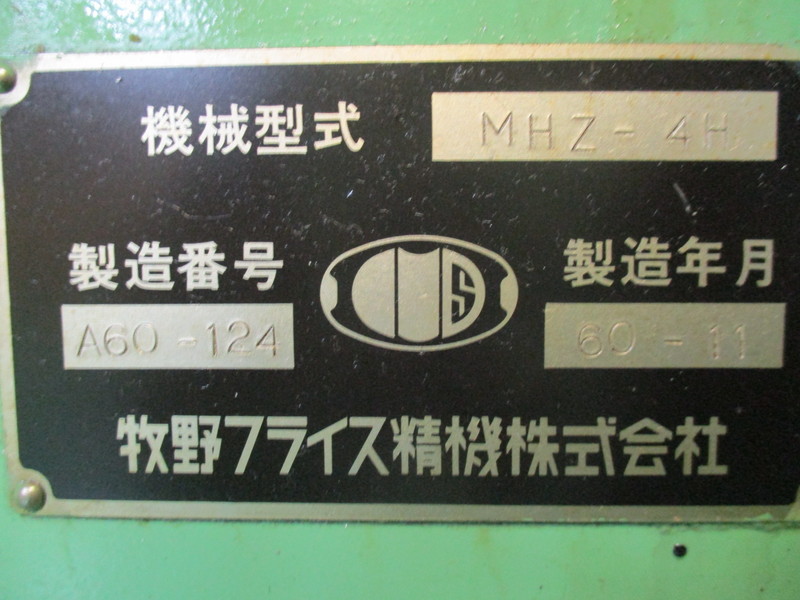 機械型式 MHZ-4H
製造番号 製造年月
A60-124 60-11
牧野フライス精機株式会社